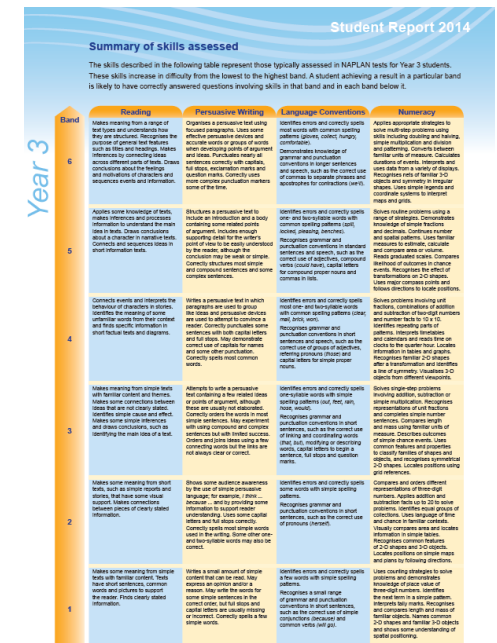 Student Report 2014
Summary of skills assessed
The skills described in the following table represent those typically assessed in NAPLAN tests for Year 3 students.
These skills increase in difficulty from the lowest to the highest band. A student achieving a result in a particular band
is likely to have correctly answered questions involving skills in that band and in each band below it.
Year 3
Band
Reading
Persuasive Writing
Language Conventions
Numeracy
6
Makes meaning from a range of
text types and understands how
they are structured. Recognises the
purpose of general text features
such as titles and headings. Makes
inferences by connecting ideas
across different parts of texts. Draws
conclusions about the feelings
and motivations of characters and
sequences events and information.
Organises a persuasive text using
focused paragraphs. Uses some
effective persuasive devices and
accurate words or groups of words
when developing points of argument
and ideas. Punctuates nearly all
sentences correctly with capitals,
full stops, exclamation marks and
question marks. Correctly uses
more complex punctuation markers
some of the time.
Identifies errors and correctly spells
most words with common spelling
patterns (gloves, collect, hungry,
comfortable).
Demonstrates knowledge of
grammar and punctuation
conventions in longer sentences
and speech, such as the correct use
of commas to separate phrases and
apostrophes for contractions (we'll).
Applies appropriate strategies to
solve multi-step problems using
skills including doubling and halving,
simple multiplication and division
and patterning. Converts between
familiar units of measure. Calculates
durations of events. Interprets and
uses data from a variety of displays.
Recognises nets of familiar 3-D
objects and symmetry in irregular
shapes. Uses simple legends and
coordinate systems to interpret
maps and grids.
5
Applies some knowledge of texts,
makes inferences and processes
information to understand the main
idea in texts. Draws conclusions
about a character in narrative texts.
Connects and sequences ideas in
short information texts.
Structures a persuasive text to
include an introduction and a body
containing some related points
of argument. Includes enough
supporting detail for the writer's
point of view to be easily understood
by the reader, although the
conclusion may be weak or simple.
Correctly structures most simple
and compound sentences and some
complex sentences.
Identifies errors and correctly spells
one- and two-syllable words with
common spelling patterns (spill,
locked, pleasing, benches).
Recognises grammar and
punctuation conventions in standard
sentences and speech, such as the
correct use of adjectives, compound
verbs (could have), capital letters
for compound proper nouns and
commas in lists.
Solves routine problems using a
range of strategies. Demonstrates
knowledge of simple fractions
and decimals. Continues number
and spatial patterns. Uses familiar
measures to estimate, calculate
and compare area or volume.
Reads graduated scales. Compares
likelihood of outcomes in chance
events. Recognises the effect of
transformations on 2-D shapes.
Uses major compass points and
follows directions to locate positions.
4
Connects events and interprets the
behaviour of characters in stories.
Identifies the meaning of some
unfamiliar words from their context
and finds specific information in
short factual texts and diagrams.
Writes a persuasive text in which
paragraphs are used to group
like ideas and persuasive devices
are used to attempt to convince a
reader. Correctly punctuates some
sentences with both capital letters
and full stops. May demonstrate
correct use of capitals for names
and some other punctuation.
Correctly spells most common
words.
Identifies errors and correctly spells
most one- and two-syllable words
with common spelling patterns (clear,
mail, brick, worn).
Recognises grammar and
punctuation conventions in short
sentences and speech, such as the
correct use of groups of adjectives,
referring pronouns (those) and
capital letters for simple proper
nouns.
Solves problems involving unit
fractions, combinations of addition
and subtraction of two-digit numbers
and number facts to 10 x 10.
Identifies repeating parts of
patterns. Interprets timetables
and calendars and reads time on
clocks to the quarter hour. Locates
information in tables and graphs.
Recognises familiar 2-D shapes
after a transformation and identifies
a line of symmetry. Visualises 3-D
objects from different viewpoints.
3
Makes meaning from simple texts
with familiar content and themes.
Makes some connections between
ideas that are not clearly stated.
Identifies simple cause and effect.
Makes some simple inferences
and draws conclusions, such as
identifying the main idea of a text.
Attempts to write a persuasive
text containing a few related ideas
or points of argument, although
these are usually not elaborated.
Correctly orders the words in most
simple sentences. May experiment
with using compound and complex
sentences but with limited success.
Orders and joins ideas using a few
connecting words but the links are
not always clear or correct.
Identifies errors and correctly spells
one-syllable words with simple
spelling patterns (out, feet, rain,
hose, would).
Recognises grammar and
punctuation conventions in short
sentences, such as the correct use
of linking and coordinating words
(that, but), modifying or describing
words, capital letters to begin a
sentence, full stops and question
marks.
Solves single-step problems
involving addition, subtraction or
simple multiplication. Recognises
representations of unit fractions
and completes simple number
sentences. Compares length
and mass using familiar units of
measure. Describes outcomes
of simple chance events. Uses
common features and properties
to classify families of shapes and
objects, and recognises symmetrical
2-D shapes. Locates positions using
grid references.
2
Makes some meaning from short
texts, such as simple reports and
stories, that have some visual
support. Makes connections
between pieces of clearly stated
information.
Shows some audience awareness
by the use of simple persuasive
language; for example, I think ...
because ... and by providing some
information to support reader
understanding. Uses some capital
letters and full stops correctly.
Correctly spells most simple words
used in the writing. Some other one-
and two-syllable words may also be
correct.
Identifies errors and correctly spells
some words with simple spelling
patterns.
Recognises grammar and
punctuation conventions in short
sentences, such as the correct use
of pronouns (herself).
Compares and orders different
representations of three-digit
numbers. Applies addition and
subtraction facts up to 20 to solve
problems. Identifies equal groups of
collections. Uses language of time
and chance in familiar contexts.
Visually compares area and locates
information in simple tables.
Recognises common features
of 2-D shapes and 3-D objects.
Locates positions on simple maps
and plans by following directions.
1
Makes some meaning from simple
texts with familiar content. Texts
have short sentences, common
words and pictures to support
the reader. Finds clearly stated
information.
Writes a small amount of simple
content that can be read. May
express an opinion and/or a
reason. May write the words for
some simple sentences in the
correct order, but full stops and
capital letters are usually missing
or incorrect. Correctly spells a few
simple words.
Identifies errors and correctly spells
a few words with simple spelling
patterns.
Recognises a small range
of grammar and punctuation
conventions in short sentences,
such as the correct use of simple
conjunctions (because) and
common verbs (will go).
Uses counting strategies to solve
problems and demonstrates
knowledge of place value of
three-digit numbers. Identifies
the next term in a simple pattern.
Interprets tally marks. Recognises
and compares length and mass of
familiar objects. Names common
2-D shapes and familiar 3-D objects
and shows some understanding of
spatial positioning.